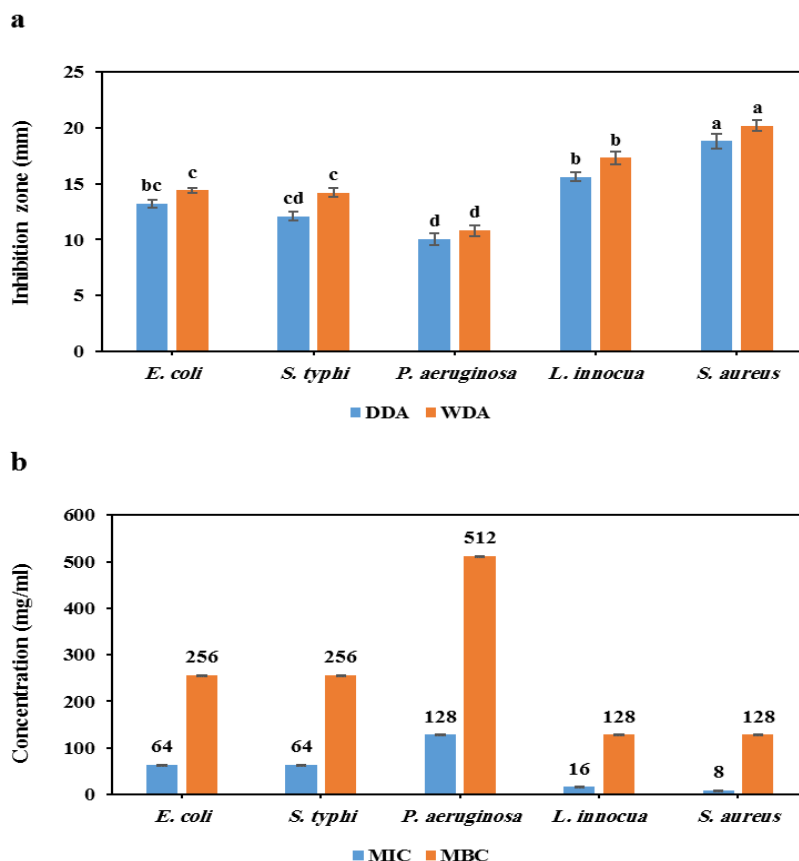 a
Inhibition zone (mm)
25
20
15
10
5
0
bc c cd c d d b b a a
E. coli S. typhi P. aeruginosa L. innocua S. aureus
DDA WDA
b
Concentration (mg/ml)
600
500
400
300
200
100
0
64 256 64 256 128 512 16 128 8 128
E. coli S. typhi P. aeruginosa L. innocua S. aureus
MIC MBC